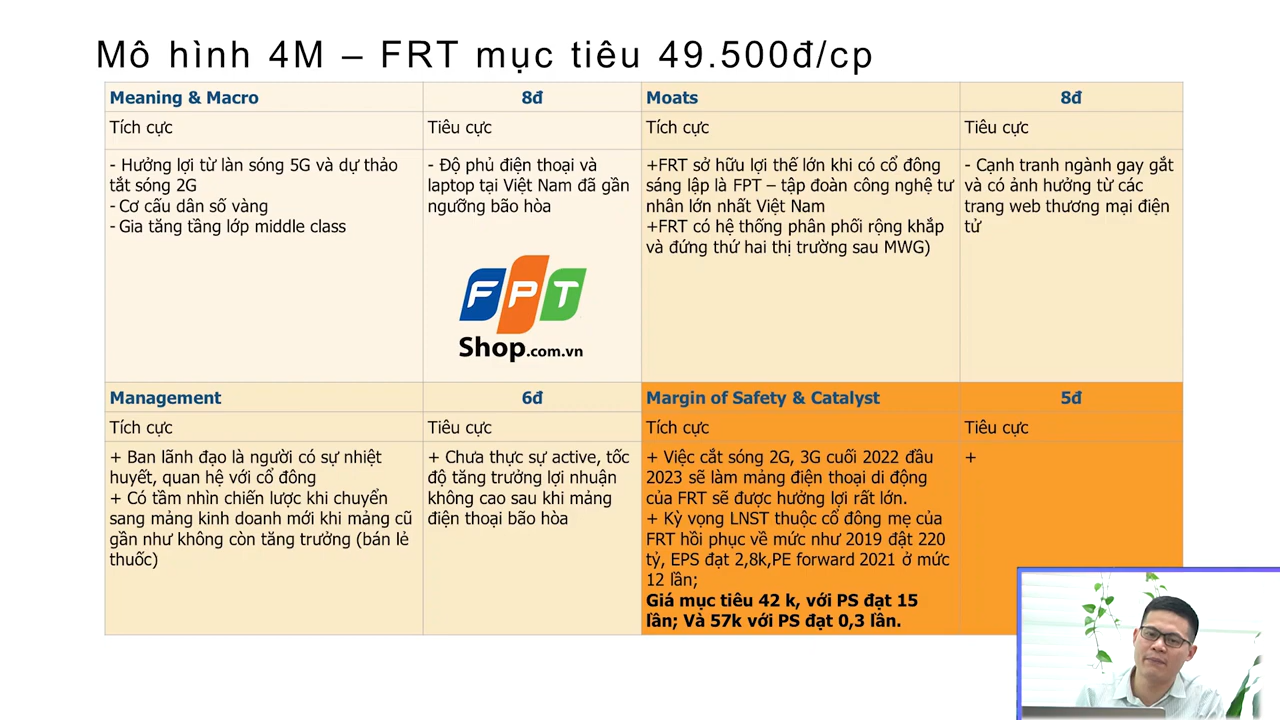 Mô hình 4M – FRT mục tiêu 49.500đ/cp
Meaning & Macro
8đ
Tích cực
Tiêu cực
- Hưởng lợi từ làn sóng 5G và dự thảo
tắt sóng 2G
- Cơ cấu dân số vàng
- Gia tăng tầng lớp middle class
- Độ phủ điện thoại và
laptop tại Việt Nam đã gần
ngưỡng bão hòa
FPT
Shop.com.vn
Moats
8đ
Tích cực
Tiêu cực
+FRT sở hữu lợi thế lớn khi có cổ đông
sáng lập là FPT – tập đoàn công nghệ tư
nhân lớn nhất Việt Nam
+FRT có hệ thống phân phối rộng khắp
và đứng thứ hai thị trường sau MWG)
- Cạnh tranh ngành gay gắt
và có ảnh hưởng từ các
trang web thương mại điện
tử
Management
6đ
Tích cực
Tiêu cực
+ Ban lãnh đạo là người có sự nhiệt
huyết, quan hệ với cổ đông
+ Có tầm nhìn chiến lược khi chuyển
sang mảng kinh doanh mới khi mảng cũ
gần như không còn tăng trưởng (bán lẻ
thuốc)
+ Chưa thực sự active, tốc
độ tăng trưởng lợi nhuận
không cao sau khi mảng
điện thoại bão hòa
Margin of Safety & Catalyst
5đ
Tích cực
Tiêu cực
+ Việc cắt sóng 2G, 3G cuối 2022 đầu
2023 sẽ làm mảng điện thoại di động
của FRT sẽ được hưởng lợi rất lớn.
+ Kỳ vọng LNST thuộc cổ đông mẹ của
FRT hồi phục về mức như 2019 đật 220
tỷ, EPS đạt 2,8k,PE forward 2021 ở mức
12 lần;
Giá mục tiêu 42 k, với PS đạt 15
lần; Và 57k với PS đạt 0,3 lần.
+